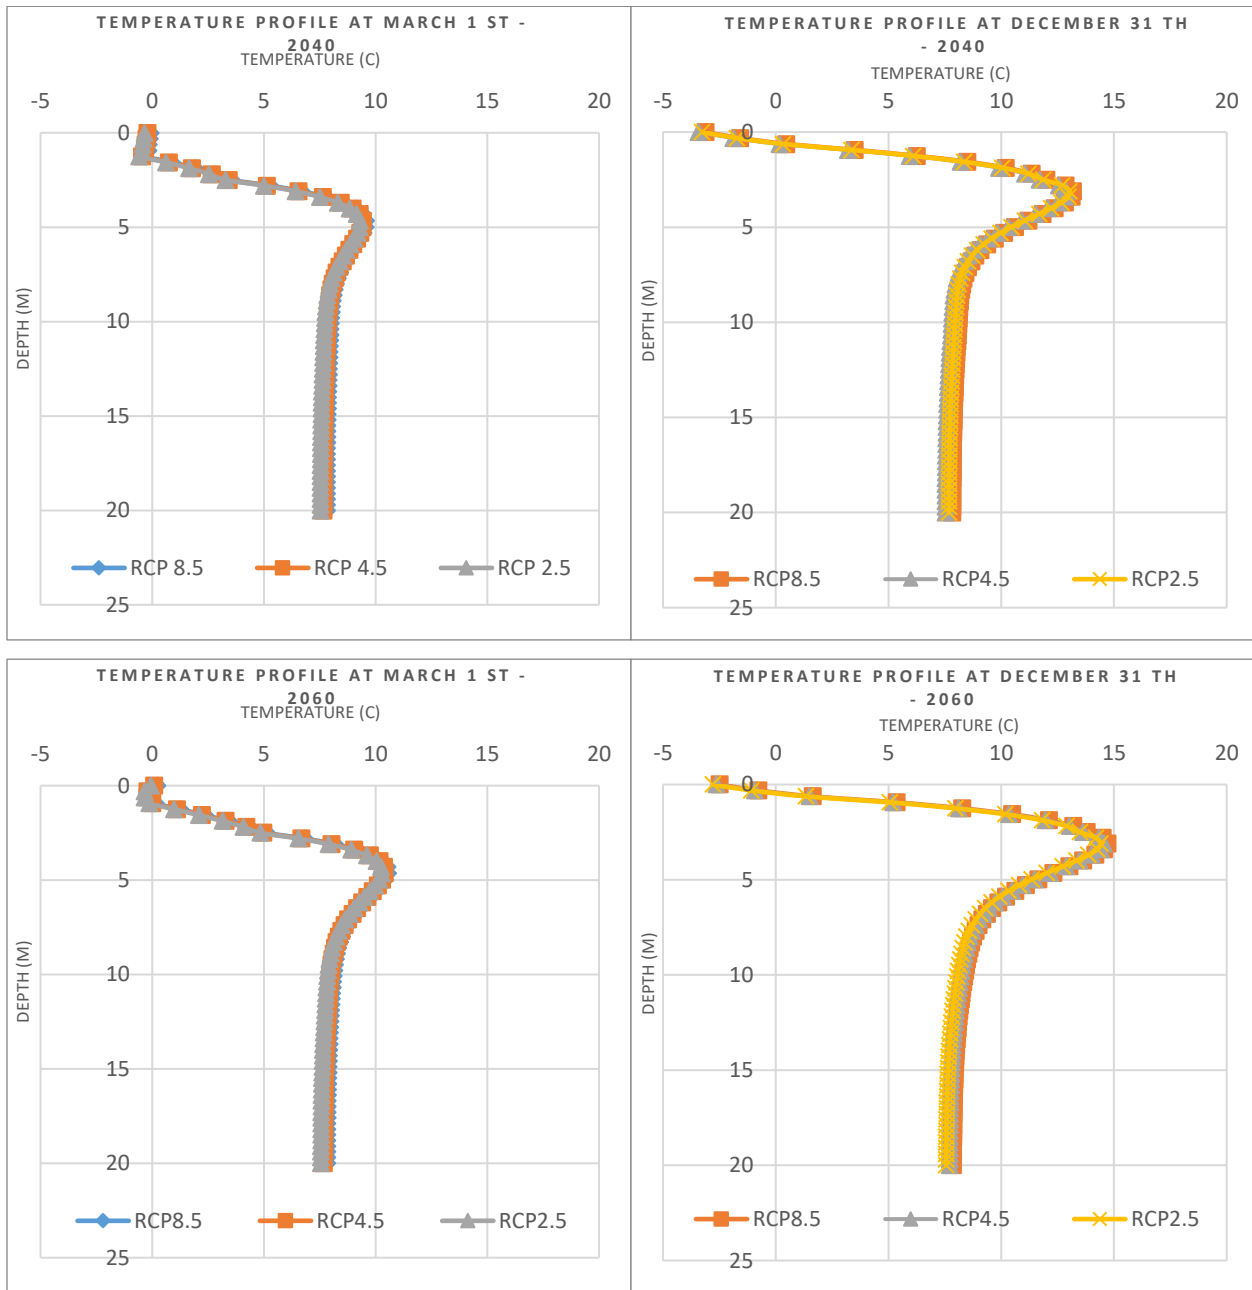 TEMPERATURE PROFILE AT MARCH 1 ST -
2040
TEMPERATURE (C)
-5 0 5 10 15 20
0
5
10
15
20
25
DEPTH (M)
RCP 8.5 RCP 4.5 RCP 2.5
TEMPERATURE PROFILE AT DECEMBER 31 TH
- 2040
TEMPERATURE (C)
-5 0 5 10 15 20
0
5
10
15
20
25
DEPTH (M)
RCP8.5 RCP4.5 RCP2.5
TEMPERATURE PROFILE AT MARCH 1 ST -
2060
TEMPERATURE (C)
-5 0 5 10 15 20
0
5
10
15
20
25
DEPTH (M)
RCP8.5 RCP4.5 RCP2.5
TEMPERATURE PROFILE AT DECEMBER 31 TH
- 2060
TEMPERATURE (C)
-5 0 5 10 15 20
0
5
10
15
20
25
DEPTH (M)
RCP8.5 RCP4.5 RCP2.5